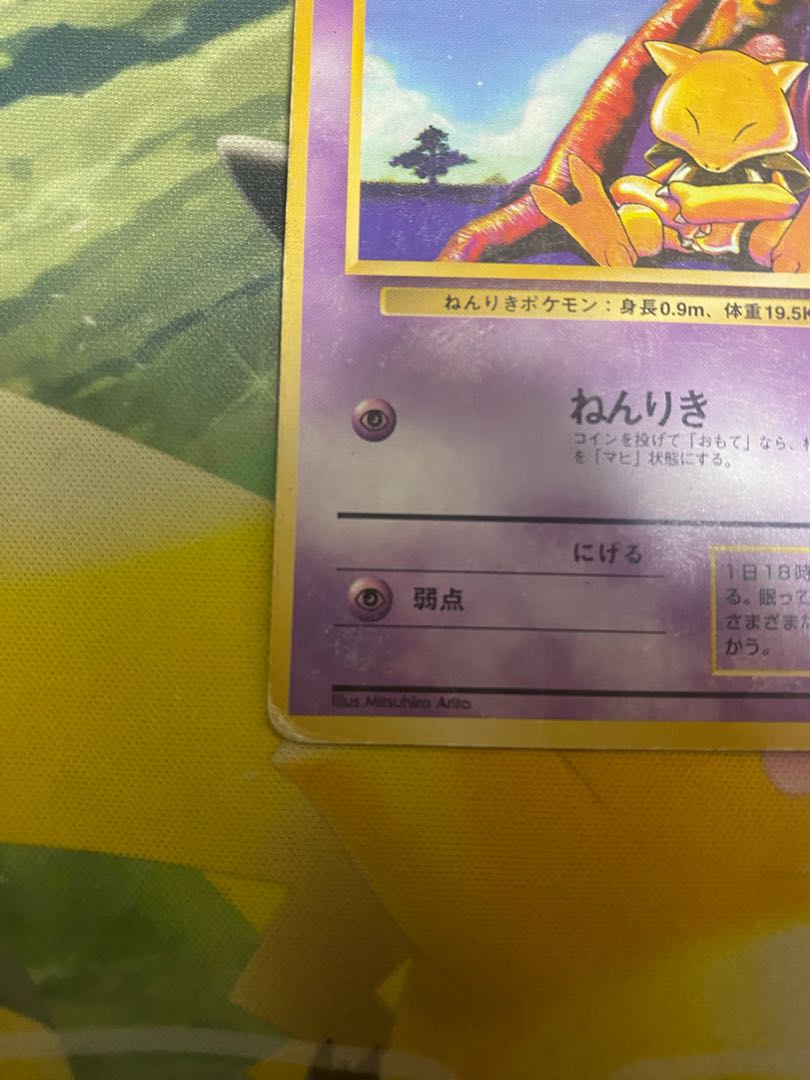 ねんりきポケモン：身長0.9m、体重19.5K
ねんりき
コインを投げて「おもて」なら、
を「マヒ」状態にする。
にげる
弱点
1日18時
る。眠って
さまざまな
かう。
Illus.Mitsuhiro Arita